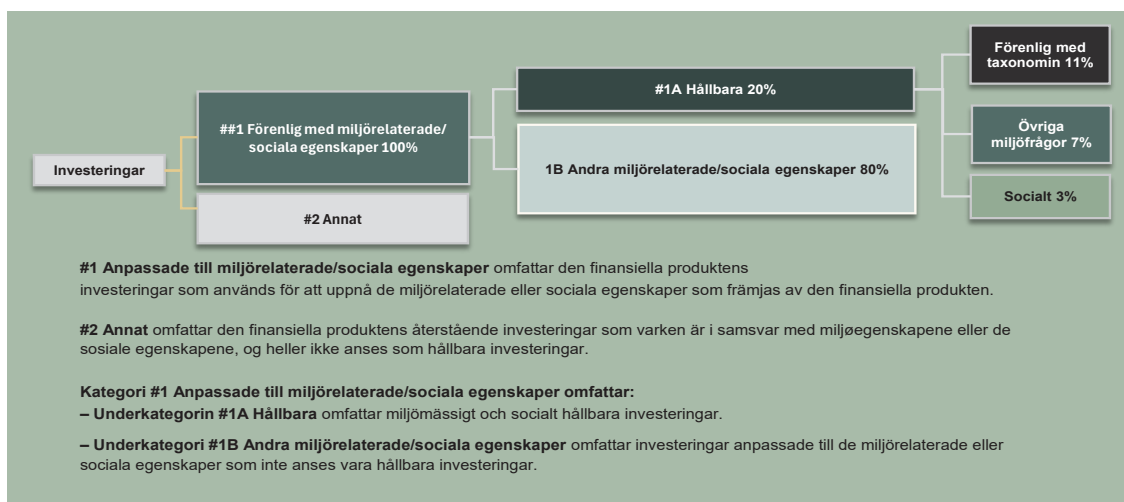 Investeringar
##1 Förenlig med miljörelaterade/
sociala egenskaper 100%
#2 Annat
#1A Hållbara 20%
1B Andra miljörelaterade/sociala egenskaper 80%
Förenlig med
taxonomin 11%
Övriga
miljöfrågor 7%
Socialt 3%
#1 Anpassade till miljörelaterade/sociala egenskaper omfattar den finansiella produktens
investeringar som används för att uppnå de miljörelaterade eller sociala egenskaper som främjas av den finansiella produkten.
#2 Annat omfattar den finansiella produktens återstående investeringar som varken är i samsvar med miljøegenskapene eller de
sosiale egenskapene, og heller ikke anses som hållbara investeringar.
Kategori #1 Anpassade till miljörelaterade/sociala egenskaper omfattar:
– Underkategorin #1A Hållbara omfattar miljömässigt och socialt hållbara investeringar.
– Underkategori #1B Andra miljörelaterade/sociala egenskaper omfattar investeringar anpassade till de miljörelaterade eller
sociala egenskaper som inte anses vara hållbara investeringar.